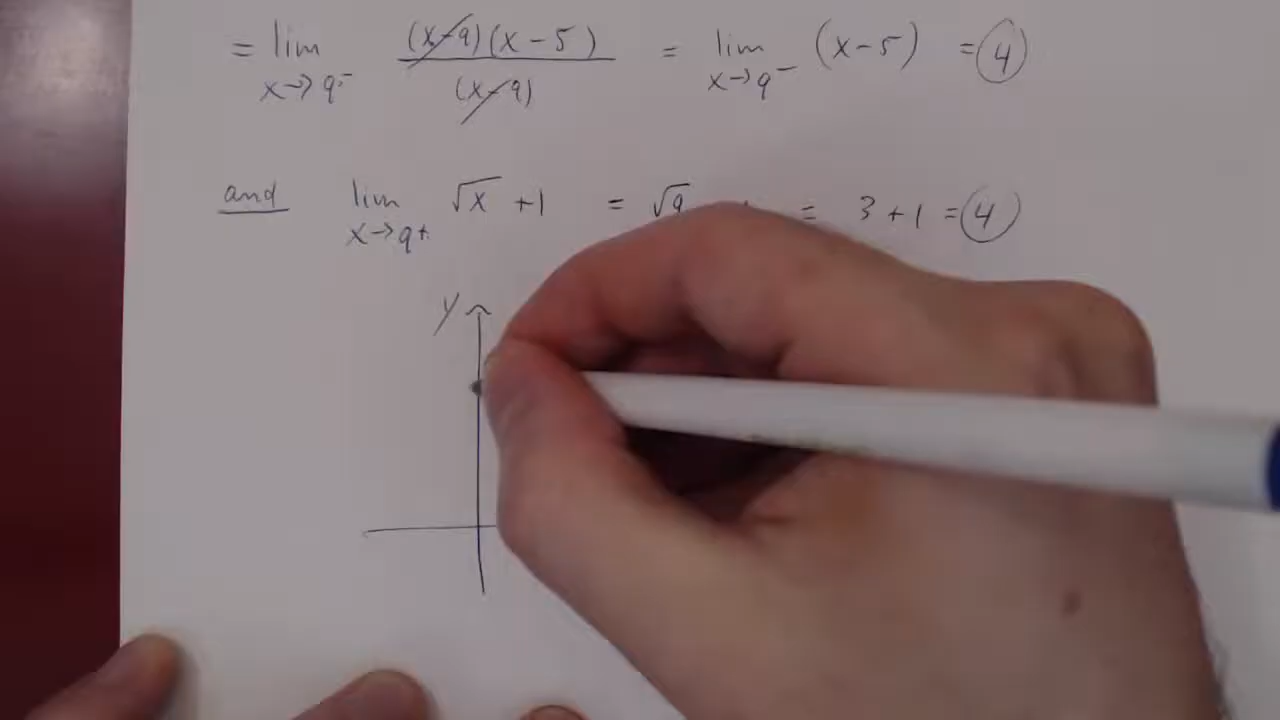 = lim x→9⁻ (x-9)(x-5) / (x-9) = lim x→9⁻ (x-5) = 4
and lim x→9+ √x +1 = √9 = 3+1 = 4
y